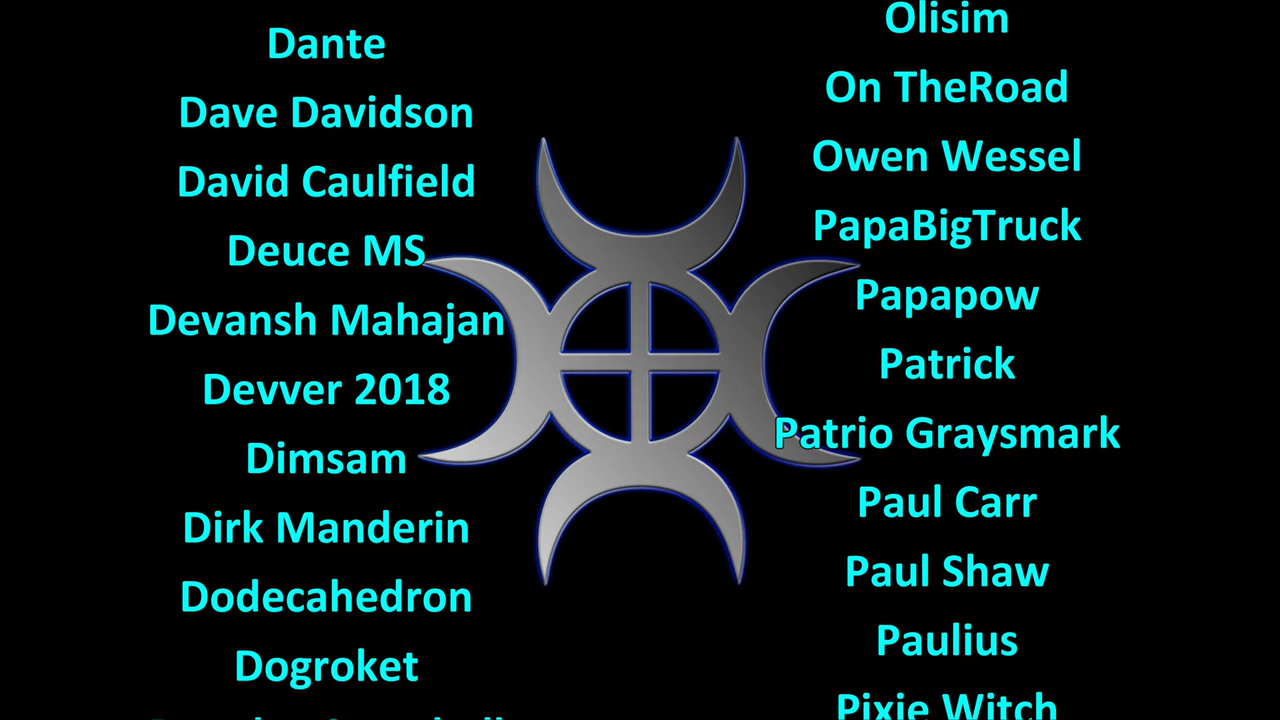 Dante
Dave Davidson
David Caulfield
Deuce MS
Devansh Mahajan
Devver 2018
Dimsam
Dirk Manderin
Dodecahedron
Dogroket
Olisim
On TheRoad
Owen Wessel
PapaBigTruck
Papapow
Patrick
Patrio Graysmark
Paul Carr
Paul Shaw
Paulius
Pixie Witch